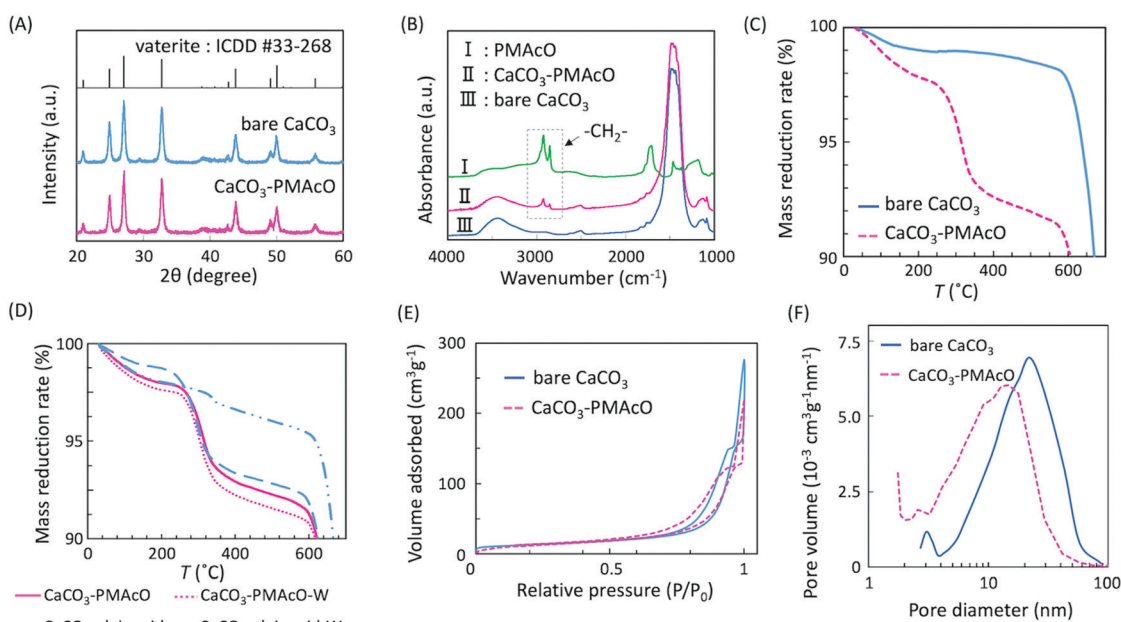 (A)
vaterite : ICDD #33-268
bare CaCO3
CaCO3-PMAcO
Intensity (a.u.)
20 30 40 50 60
2θ (degree)
(B)
Ⅰ : PMAcO
Ⅱ : CaCO3-PMAcO
Ⅲ : bare CaCO3
-CH2-
Ⅰ
Ⅱ
Ⅲ
Absorbance (a.u.)
4000 3000 2000 1000
Wavenumber (cm-1)
(C)
Mass reduction rate (%)
100
95
90
bare CaCO3
CaCO3-PMAcO
0 200 400 600
T (˚C)
(D)
Mass reduction rate (%)
100
95
90
0 200 400 600
T (˚C)
CaCO3-PMAcO CaCO3-PMAcO-W
(E)
Volume adsorbed (cm3g-1)
300
200
150
100
50
0
bare CaCO3
CaCO3-PMAcO
0 0.5 1
Relative pressure (P/P0)
(F)
Pore volume (10-3 cm3g-1nm-1)
7.5
5.0
2.5
0
bare CaCO3
CaCO3-PMAcO
1 10 100
Pore diameter (nm)